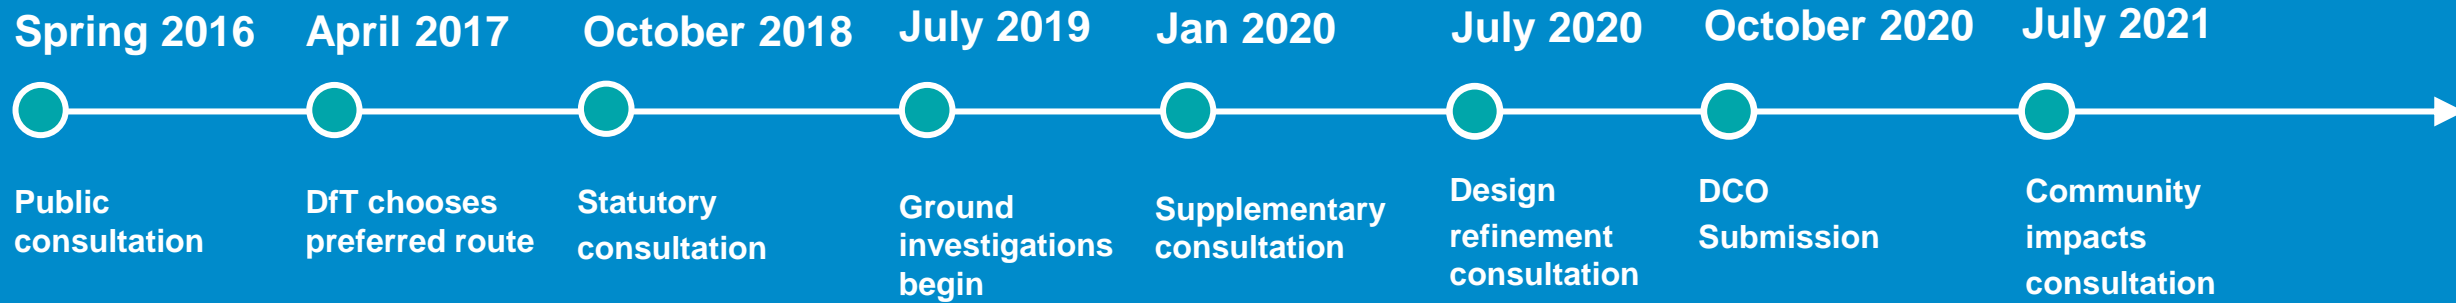 Spring 2016
April 2017
October 2018
July 2019
Jan 2020
July 2020
October 2020
July 2021
Public
consultation
DfT chooses
preferred route
Statutory
consultation
Ground
investigations
begin
Supplementary
consultation
Design
refinement
consultation
DCO
Submission
Community
impacts
consultation